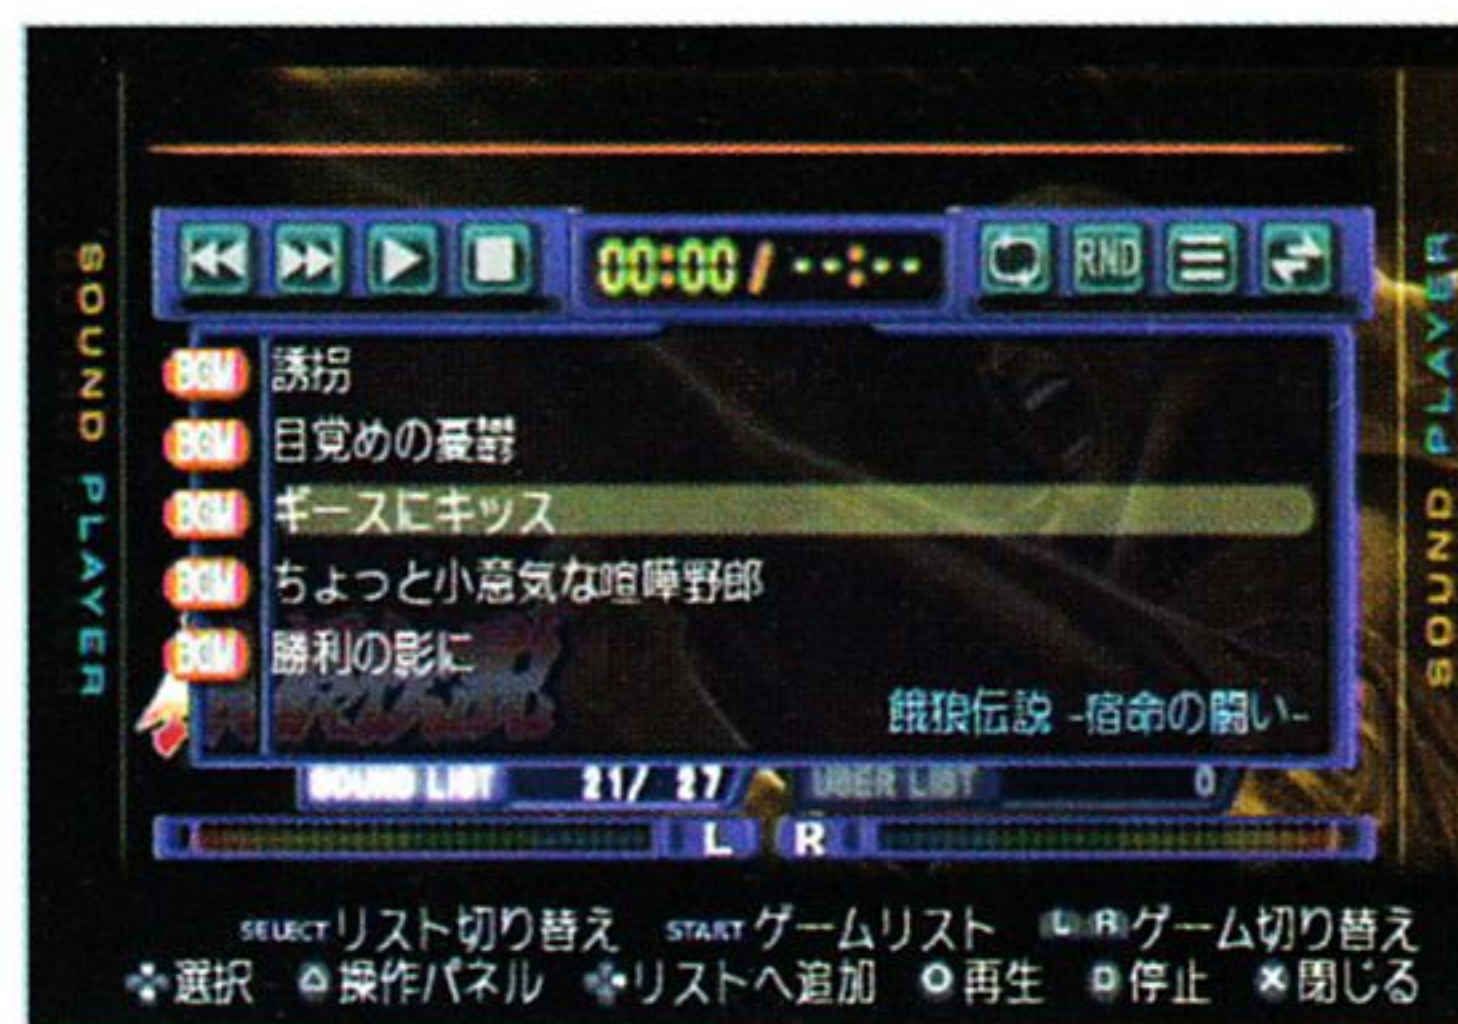 SOUND PLAYER
SOUND PLAYER
00:00 / --:--
RND
BGM 誘拐
BGM 目覚めの憂鬱
BGM ギースにキッス
BGM ちょっと小意気な喧嘩野郎
BGM 勝利の影に
餓狼伝説 -宿命の闘い-
SOUND LIST 21/ 27 USER LIST 0
L R
SELECT リスト切り替え START ゲームリスト L R ゲーム切り替え
選択 △ 操作パネル リストへ追加 ○ 再生 □ 停止 × 閉じる